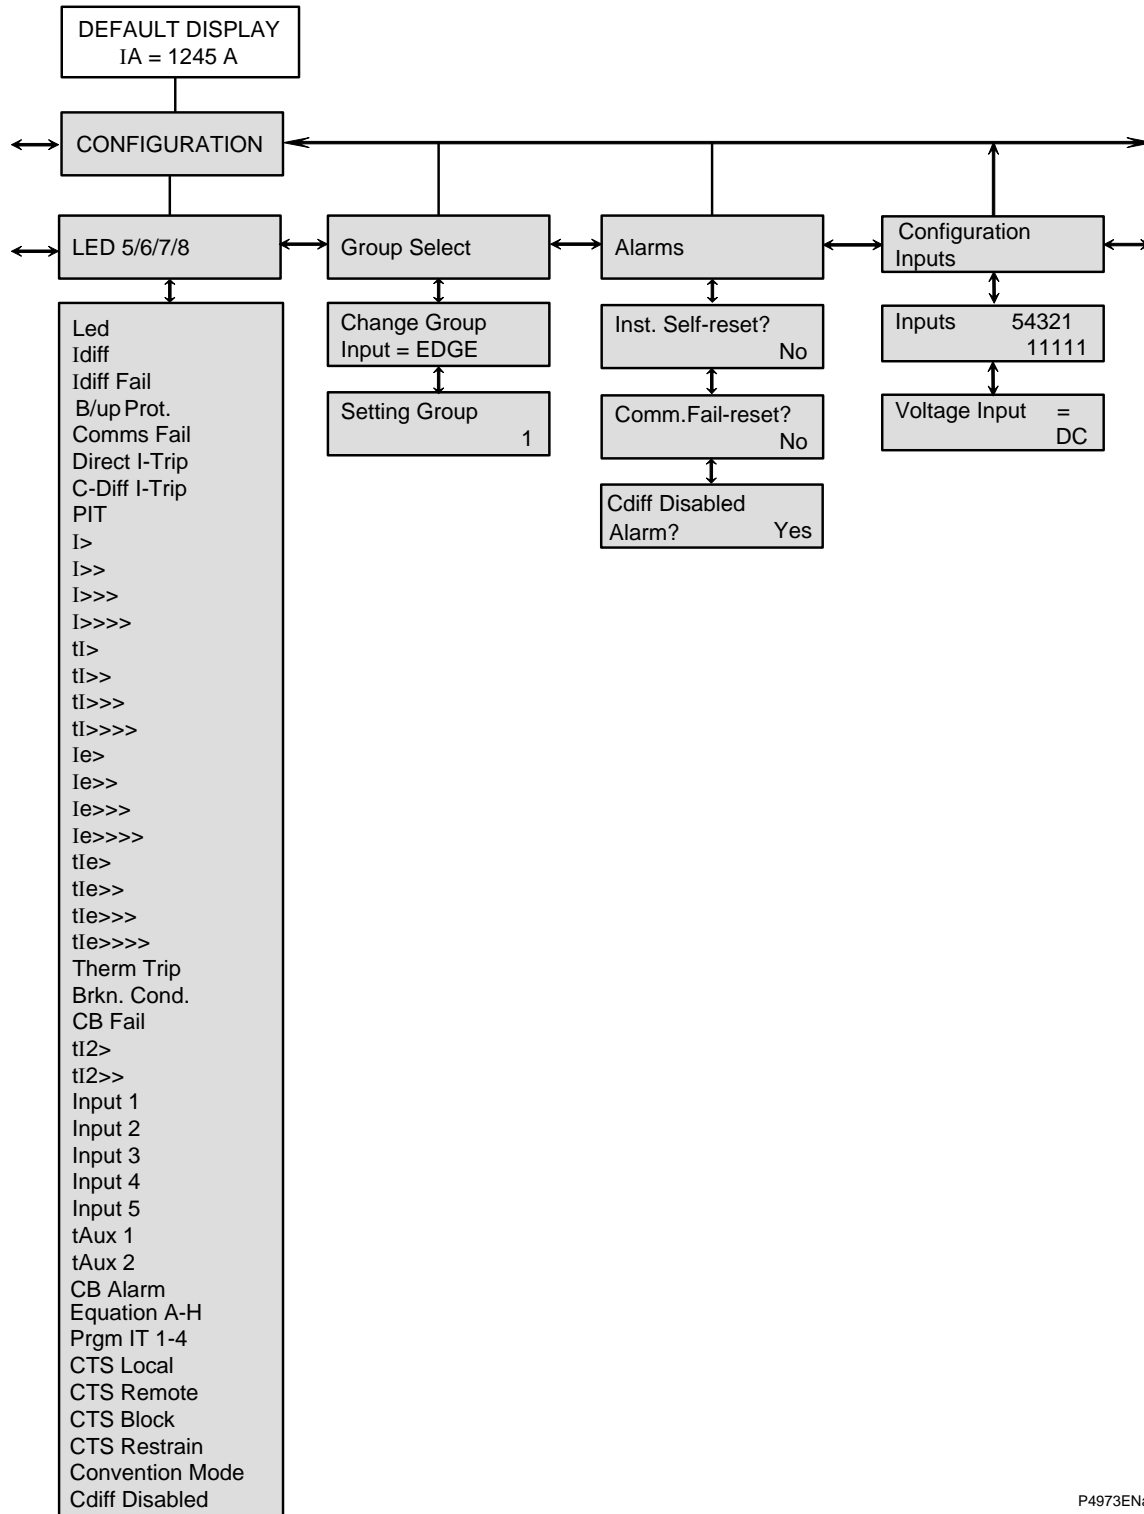 DEFAULT DISPLAY
IA = 1245 A
CONFIGURATION
LED 5/6/7/8
Led
Idiff
Idiff Fail
B/up Prot.
Comms Fail
Direct I-Trip
C-Diff I-Trip
PIT
I>
I>>
I>>>
I>>>>
tI>
tI>>
tI>>>
tI>>>>
Ie>
Ie>>
Ie>>>
Ie>>>>
tIe>
tIe>>
tIe>>>
tIe>>>>
Therm Trip
Brkn. Cond.
CB Fail
tI2>
tI2>>
Input 1
Input 2
Input 3
Input 4
Input 5
tAux 1
tAux 2
CB Alarm
Equation A-H
Prgm IT 1-4
CTS Local
CTS Remote
CTS Block
CTS Restrain
Convention Mode
Cdiff Disabled
Group Select
Change Group
Input = EDGE
Setting Group
1
Alarms
Inst. Self-reset?
No
Comm.Fail-reset?
No
Cdiff Disabled
Alarm? Yes
Configuration
Inputs
Inputs 54321
11111
Voltage Input =
DC
P4973ENa